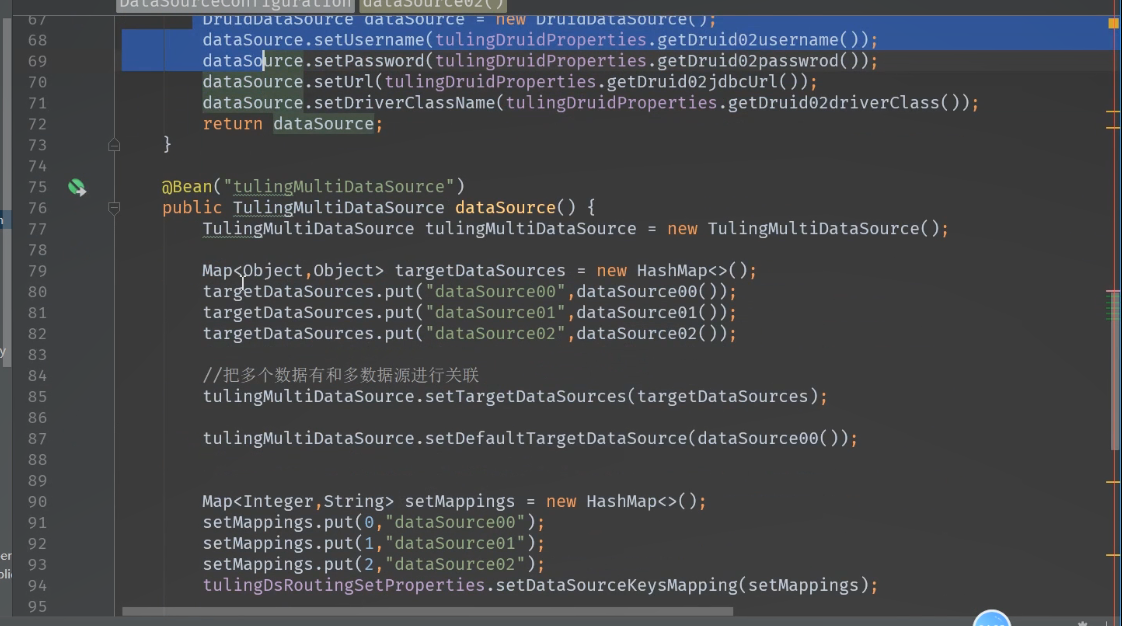 DataSourceConfiguration dataSource02()
67 DruidDataSource dataSource = new DruidDataSource();
68 dataSource.setUsername(tulingDruidProperties.getDruid02username());
69 dataSource.setPassword(tulingDruidProperties.getDruid02passwrod());
70 dataSource.setUrl(tulingDruidProperties.getDruid02jdbcUrl());
71 dataSource.setDriverClassName(tulingDruidProperties.getDruid02driverClass());
72 return dataSource;
73 }
74
75 @Bean("tulingMultiDataSource")
76 public TulingMultiDataSource dataSource() {
77 TulingMultiDataSource tulingMultiDataSource = new TulingMultiDataSource();
78
79 Map<Object,Object> targetDataSources = new HashMap<>();
80 targetDataSources.put("dataSource00",dataSource00());
81 targetDataSources.put("dataSource01",dataSource01());
82 targetDataSources.put("dataSource02",dataSource02());
83
84 //把多个数据有和多数据源进行关联
85 tulingMultiDataSource.setTargetDataSources(targetDataSources);
86
87 tulingMultiDataSource.setDefaultTargetDataSource(dataSource00());
88
89
90 Map<Integer,String> setMappings = new HashMap<>();
91 setMappings.put(0,"dataSource00");
92 setMappings.put(1,"dataSource01");
93 setMappings.put(2,"dataSource02");
94 tulingDsRoutingSetProperties.setDataSourceKeysMapping(setMappings);
95